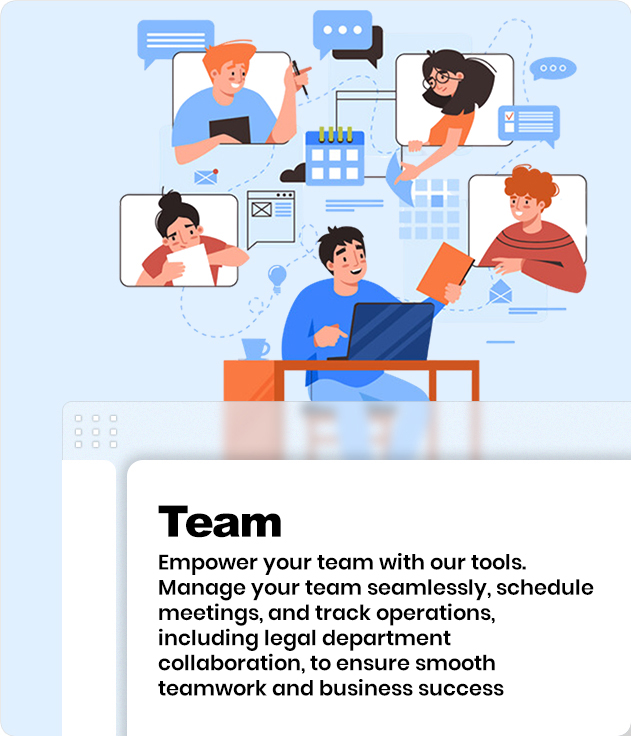 Team
Empower your team with our tools.
Manage your team seamlessly, schedule
meetings, and track operations,
including legal department
collaboration, to ensure smooth
teamwork and business success